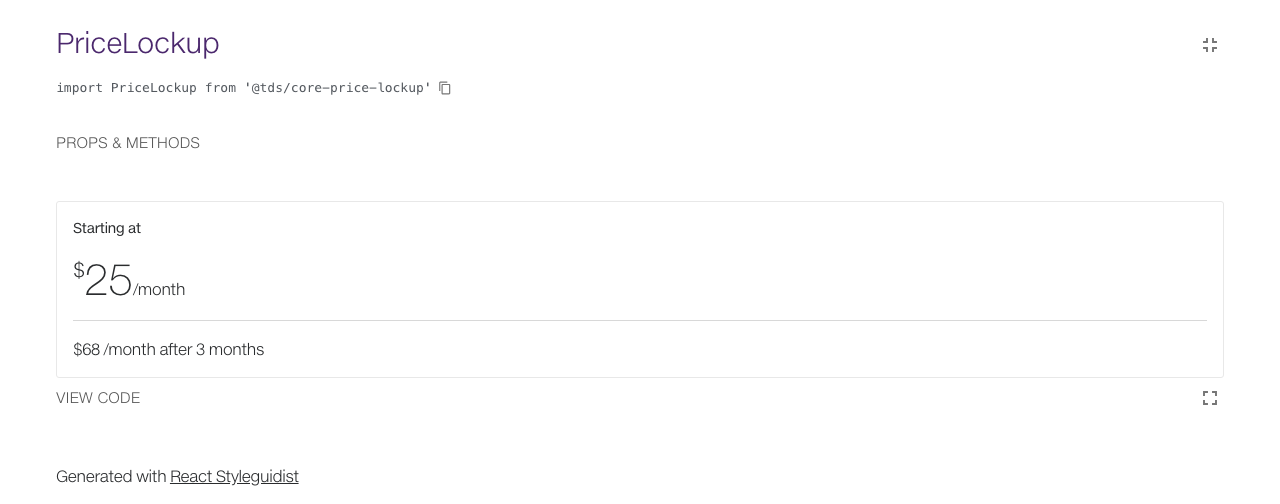 PriceLockup
import PriceLockup from '@tds/core-price-lockup'
PROPS & METHODS
Starting at
$25/month
$68 /month after 3 months
VIEW CODE
Generated with React Styleguidist